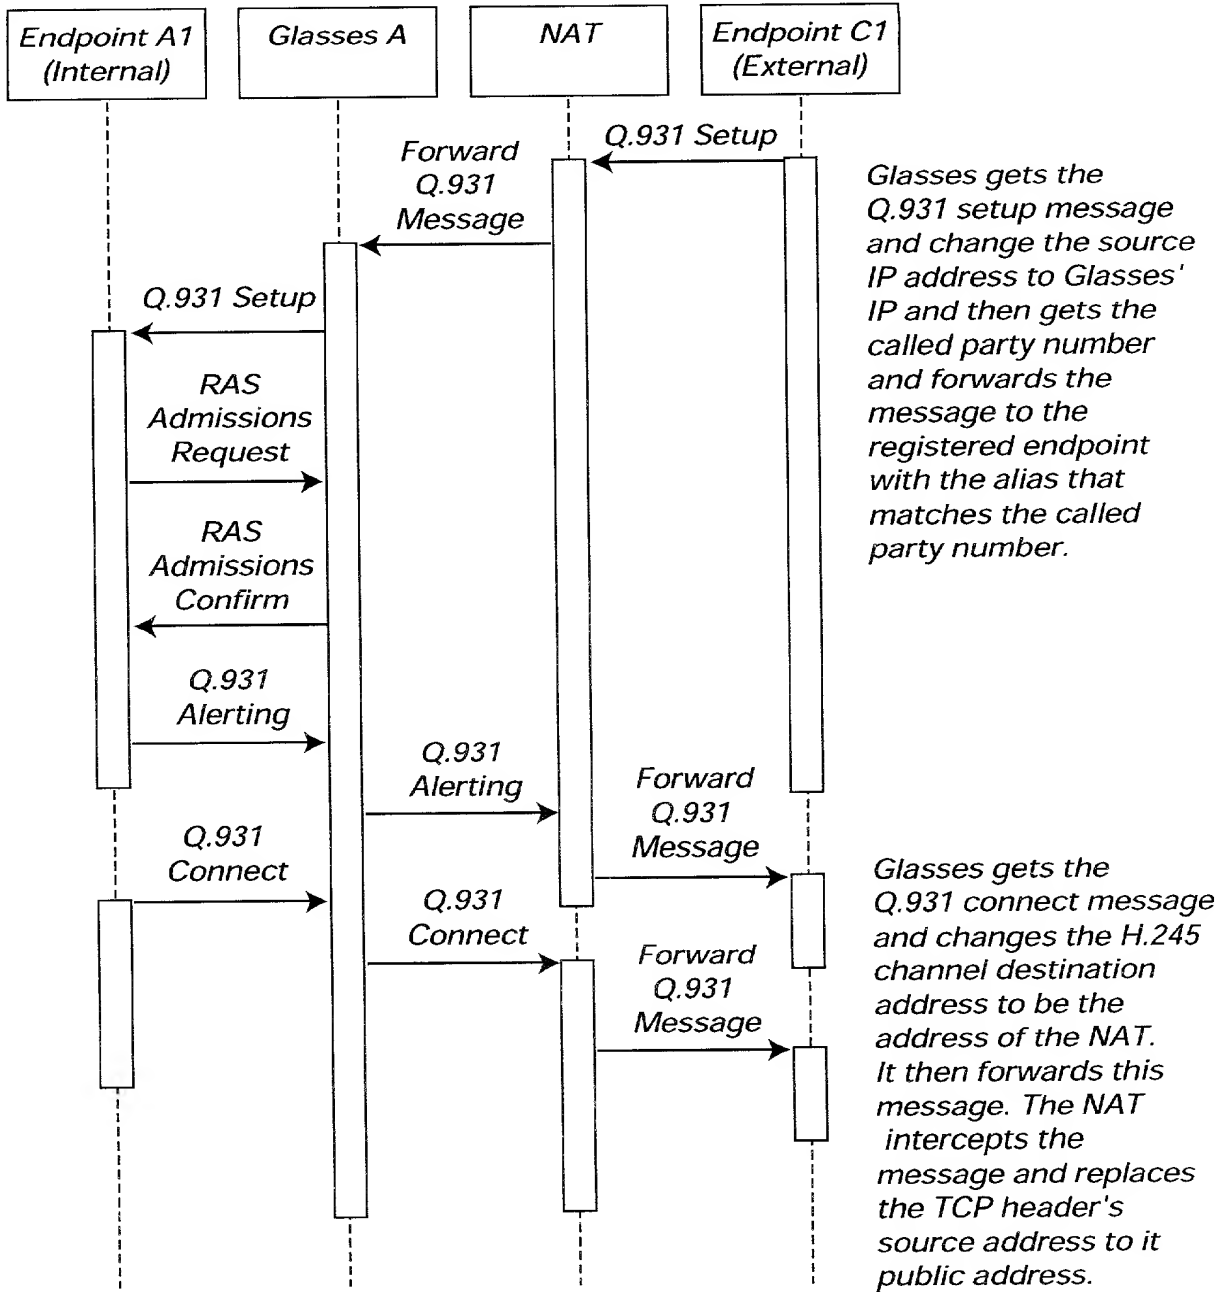 Endpoint A1
(Internal)
Glasses A
NAT
Endpoint C1
(External)
Q.931 Setup
Forward
Q.931
Message
Q.931 Setup
RAS
Admissions
Request
RAS
Admissions
Confirm
Q.931
Alerting
Q.931
Alerting
Forward
Q.931
Message
Q.931
Connect
Q.931
Connect
Forward
Q.931
Message
Glasses gets the
Q.931 setup message
and change the source
IP address to Glasses'
IP and then gets the
called party number
and forwards the
message to the
registered endpoint
with the alias that
matches the called
party number.
Glasses gets the
Q.931 connect message
and changes the H.245
channel destination
address to be the
address of the NAT.
It then forwards this
message. The NAT
intercepts the
message and replaces
the TCP header's
source address to it
public address.